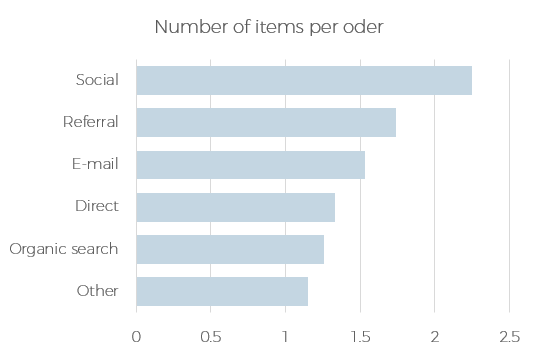 Number of items per oder
Social
Referral
E-mail
Direct
Organic search
Other
0 0.5 1 1.5 2 2.5